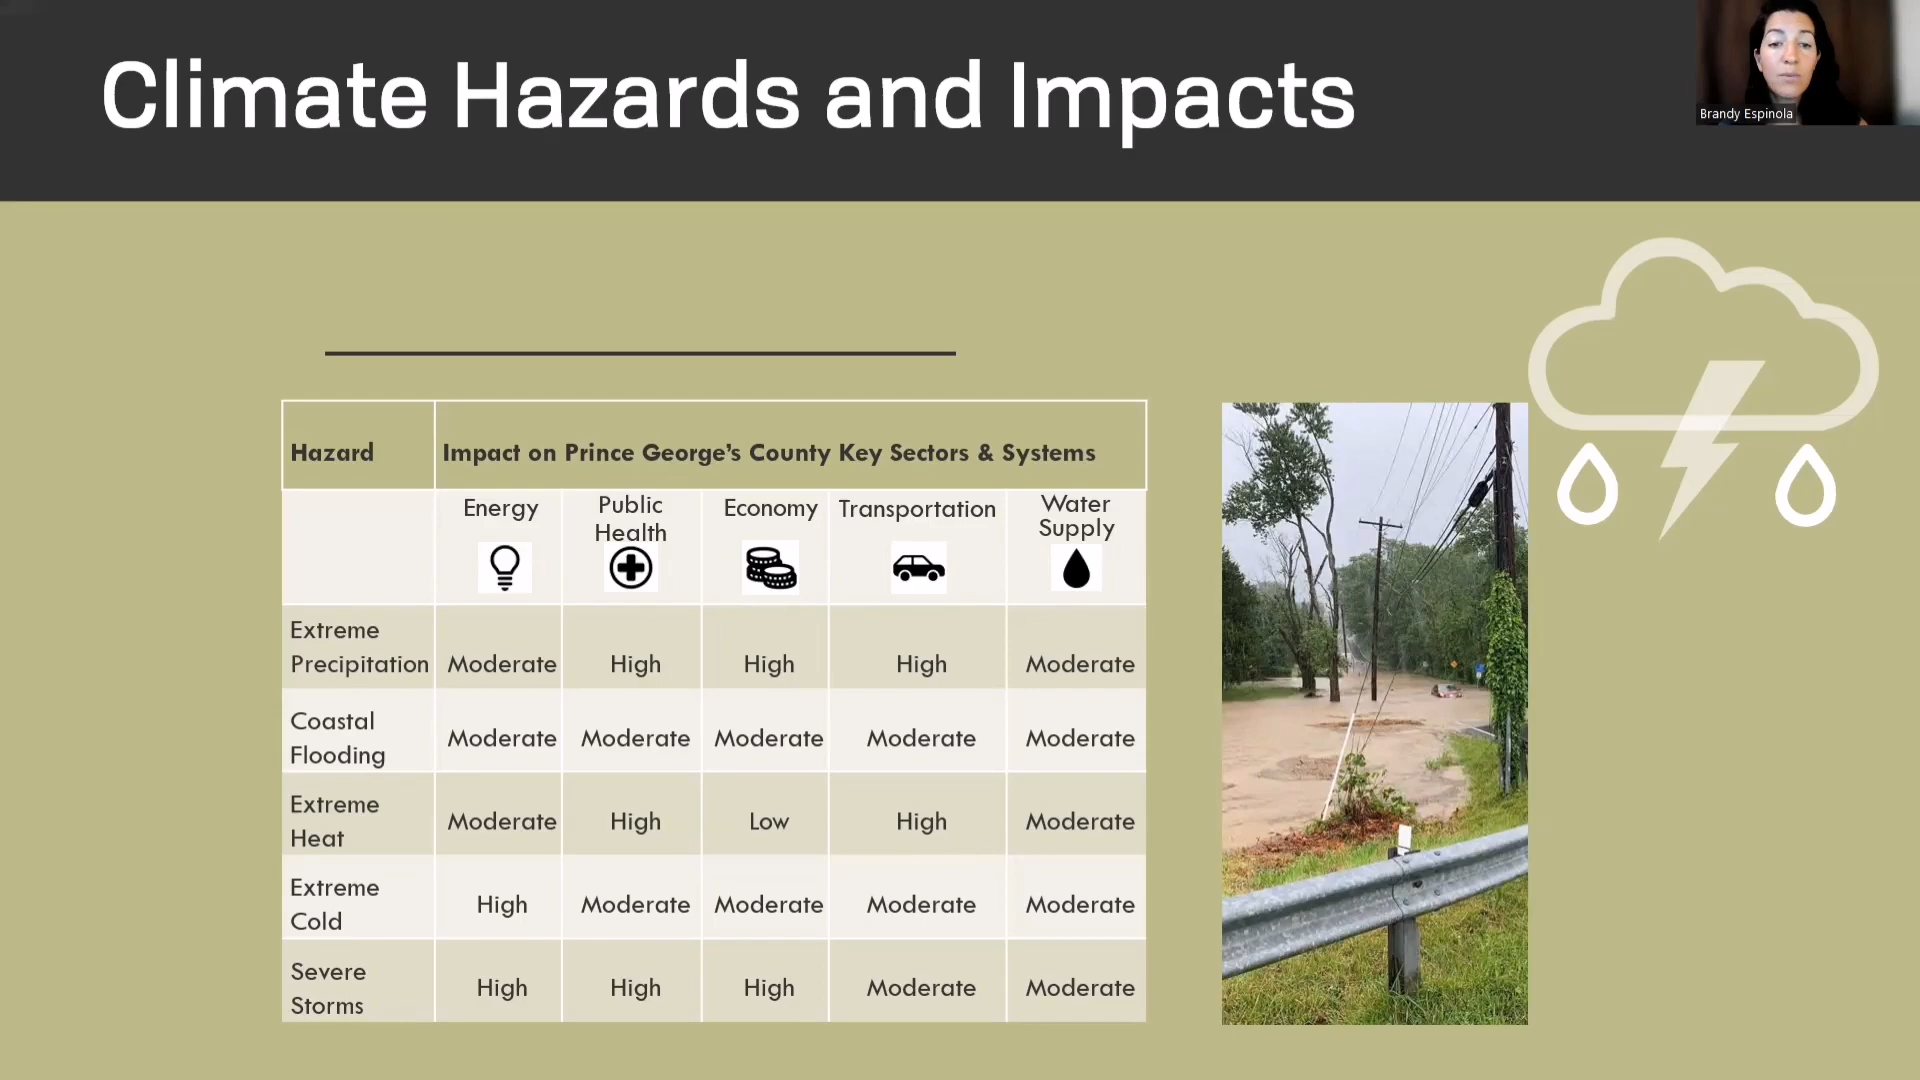 Climate Hazards and Impacts
Brandy Espinola
Hazard
Impact on Prince George's County Key Sectors & Systems
Energy
Public
Health
Economy
Transportation
Water
Supply
Extreme
Precipitation
Moderate
High
High
High
Moderate
Coastal
Flooding
Moderate
Moderate
Moderate
Moderate
Moderate
Extreme
Heat
Moderate
High
Low
High
Moderate
Extreme
Cold
High
Moderate
Moderate
Moderate
Moderate
Severe
Storms
High
High
High
Moderate
Moderate